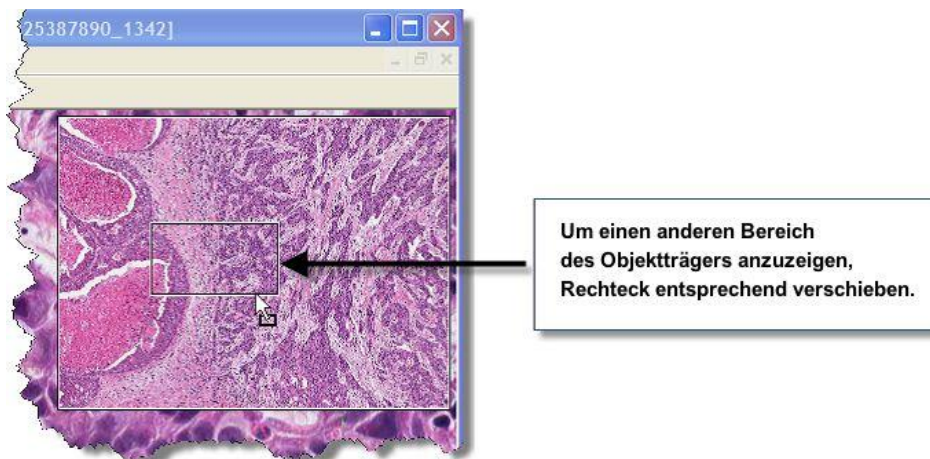 25387890_1342]
Um einen anderen Bereich
des Objektträgers anzuzeigen,
Rechteck entsprechend verschieben.